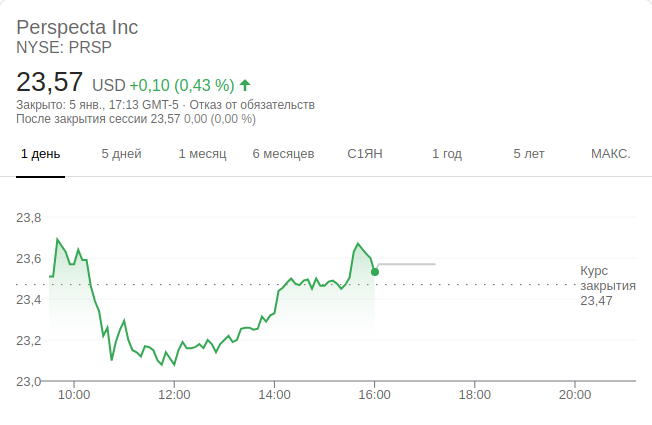 Perspecta Inc
NYSE: PRSP
23,57 USD +0,10 (0,43 %)
Закрыто: 5 янв., 17:13 GMT-5 · Отказ от обязательств
После закрытия сессии 23,57 0,00 (0,00 %)
1 день 5 дней 1 месяц 6 месяцев С1ЯН 1 год 5 лет МАКС.
23,8
23,6
23,4
23,2
23,0
Курс
закрытия
23,47
10:00 12:00 14:00 16:00 18:00 20:00